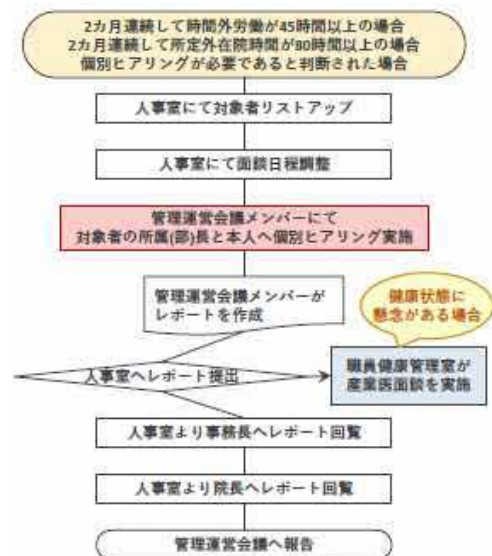 2カ月連続して時間外労働が45時間以上の場合
2カ月連続して所定外在院時間が80時間以上の場合
個別ヒアリングが必要であると判断された場合
人事室にて対象者リストアップ
人事室にて面談日程調整
管理運営会議メンバーにて
対象者の所属(部)長と本人へ個別ヒアリング実施
管理運営会議メンバーが
レポートを作成
健康状態に
懸念がある場合
人事室へレポート提出
職員健康管理室が
産業医面談を実施
人事室より事務長へレポート回覧
人事室より院長へレポート回覧
管理運営会議へ報告